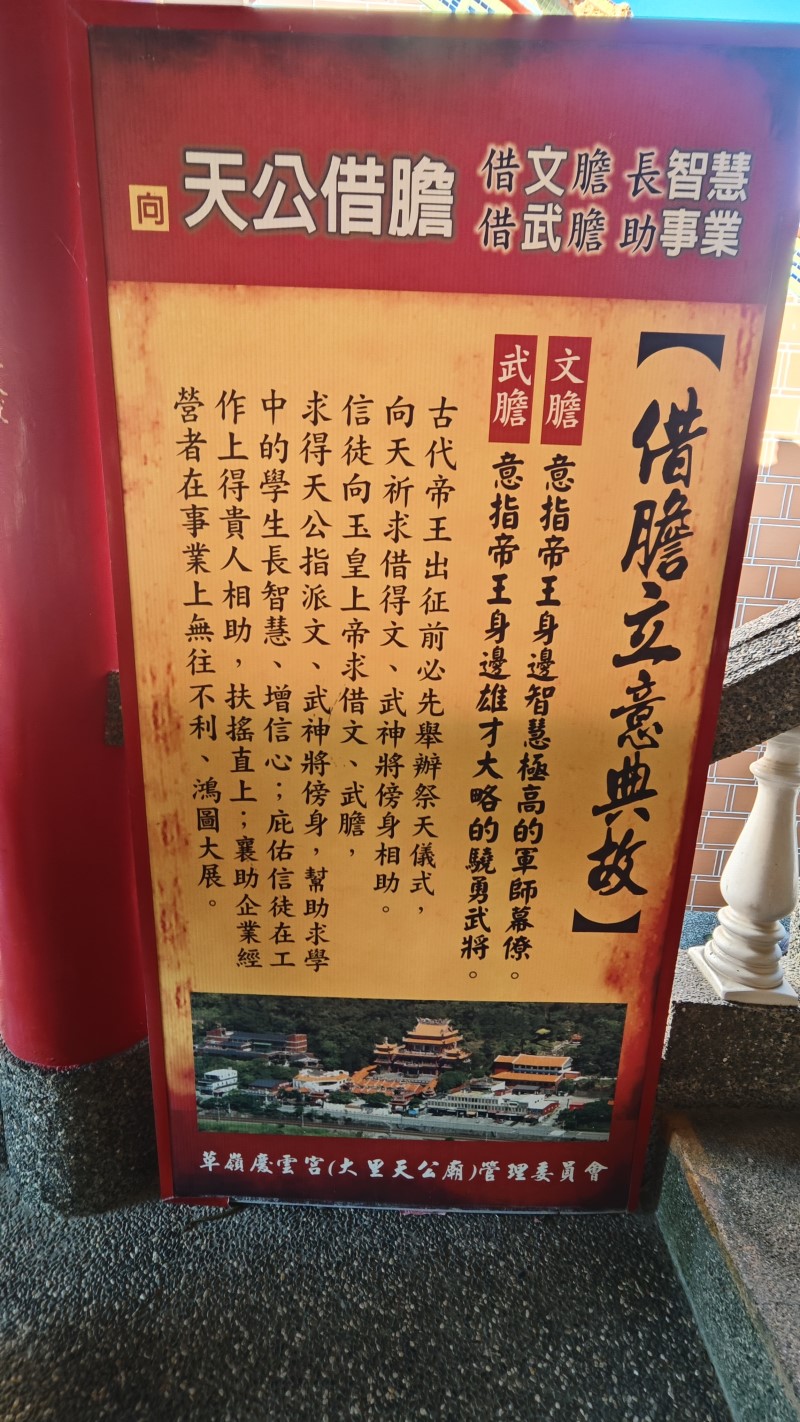 向 天公借膽
借文膽 長智慧
借武膽 助事業
【借膽立意典故】
文膽 意指帝王身邊智慧極高的軍師幕僚。
武膽 意指帝王身邊雄才大略的驍勇武將。
古代帝王出征前必先舉辦祭天儀式，
向天祈求借得文、武神將傍身相助。
信徒向玉皇上帝求借文、武膽，
求得天公指派文、武神將傍身，幫助求學
中的學生長智慧、增信心；庇佑信徒在工
作上得貴人相助，扶搖直上；襄助企業經
營者在事業上無往不利、鴻圖大展。
草嶺慶雲宮(大里天公廟)管理委員會